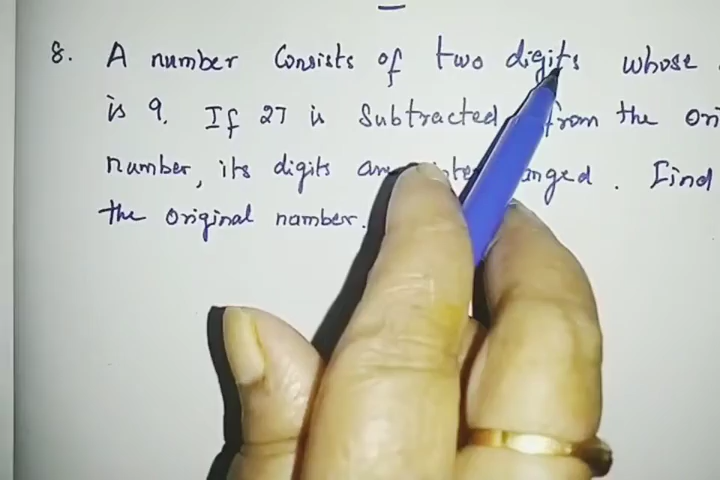 8. A number consists of two digits whose
is 9. If 27 is subtracted from the
number, its digits . Find
the original number.